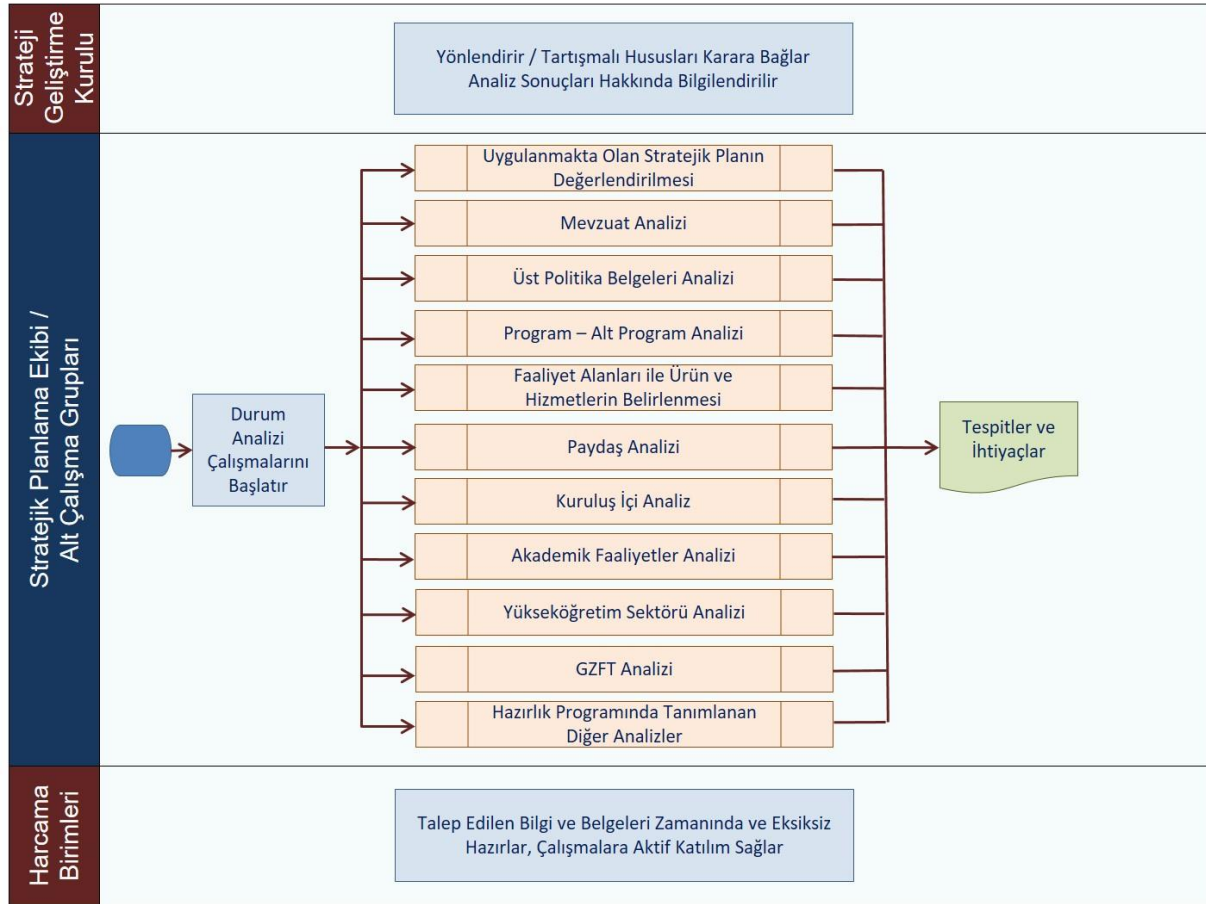 Strateji
Geliştirme
Kurulu
Yönlendirir / Tartışmalı Hususları Karara Bağlar
Analiz Sonuçları Hakkında Bilgilendirilir
Stratejik Planlama Ekibi /
Alt Çalışma Grupları
Durum
Analizi
Çalışmalarını
Başlatır
Uygulanmakta Olan Stratejik Planın
Değerlendirilmesi
Mevzuat Analizi
Üst Politika Belgeleri Analizi
Program – Alt Program Analizi
Faaliyet Alanları ile Ürün ve
Hizmetlerin Belirlenmesi
Paydaş Analizi
Kuruluş İçi Analiz
Akademik Faaliyetler Analizi
Yükseköğretim Sektörü Analizi
GZFT Analizi
Hazırlık Programında Tanımlanan
Diğer Analizler
Tespitler ve
İhtiyaçlar
Harcama
Birimleri
Talep Edilen Bilgi ve Belgeleri Zamanında ve Eksiksiz
Hazırlar, Çalışmalara Aktif Katılım Sağlar